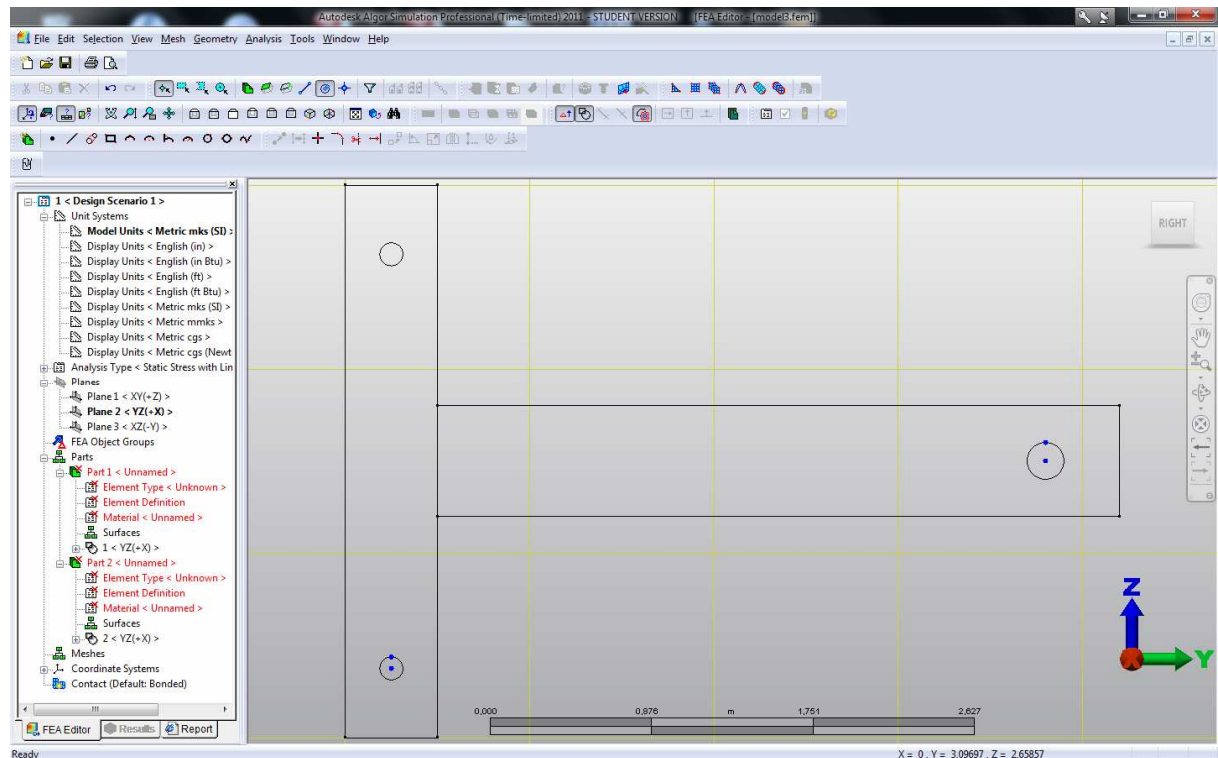 Autodesk Algor Simulation Professional (Time-limited) 2011 - STUDENT VERSION [FEA Editor - [model3.fem]]
File Edit Selection View Mesh Geometry Analysis Tools Window Help
1 < Design Scenario 1 >
Unit Systems
Model Units < Metric mks (SI) >
Display Units < English (in) >
Display Units < English (in Btu) >
Display Units < English (ft) >
Display Units < English (ft Btu) >
Display Units < Metric mks (SI) >
Display Units < Metric mmks >
Display Units < Metric cgs >
Display Units < Metric cgs (Newt
Analysis Type < Static Stress with Lin
Planes
Plane 1 < XY(+Z) >
Plane 2 < YZ(+X) >
Plane 3 < XZ(-Y) >
FEA Object Groups
Parts
Part 1 < Unnamed >
Element Type < Unknown >
Element Definition
Material < Unnamed >
Surfaces
1 < YZ(+X) >
Part 2 < Unnamed >
Element Type < Unknown >
Element Definition
Material < Unnamed >
Surfaces
2 < YZ(+X) >
Meshes
Coordinate Systems
Contact (Default: Bonded)
FEA Editor Results Report
RIGHT
Z
Y
0,000 0,876 m 1,751 2,627
Ready X = 0 , Y = 3.09697 , Z = 2.65857